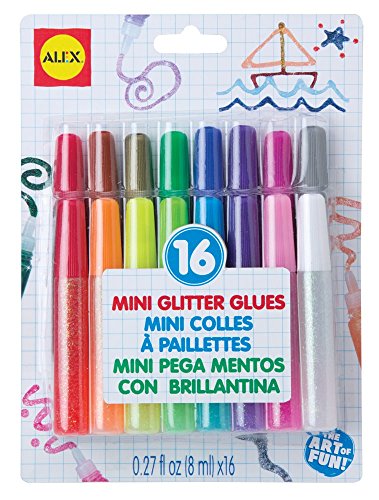 ALEX
16
MINI GLITTER GLUES
MINI COLLES
À PAILLETTES
MINI PEGA MENTOS
CON BRILLANTINA
THE
ART OF
FUN!
0.27 fl oz (8 ml) x16